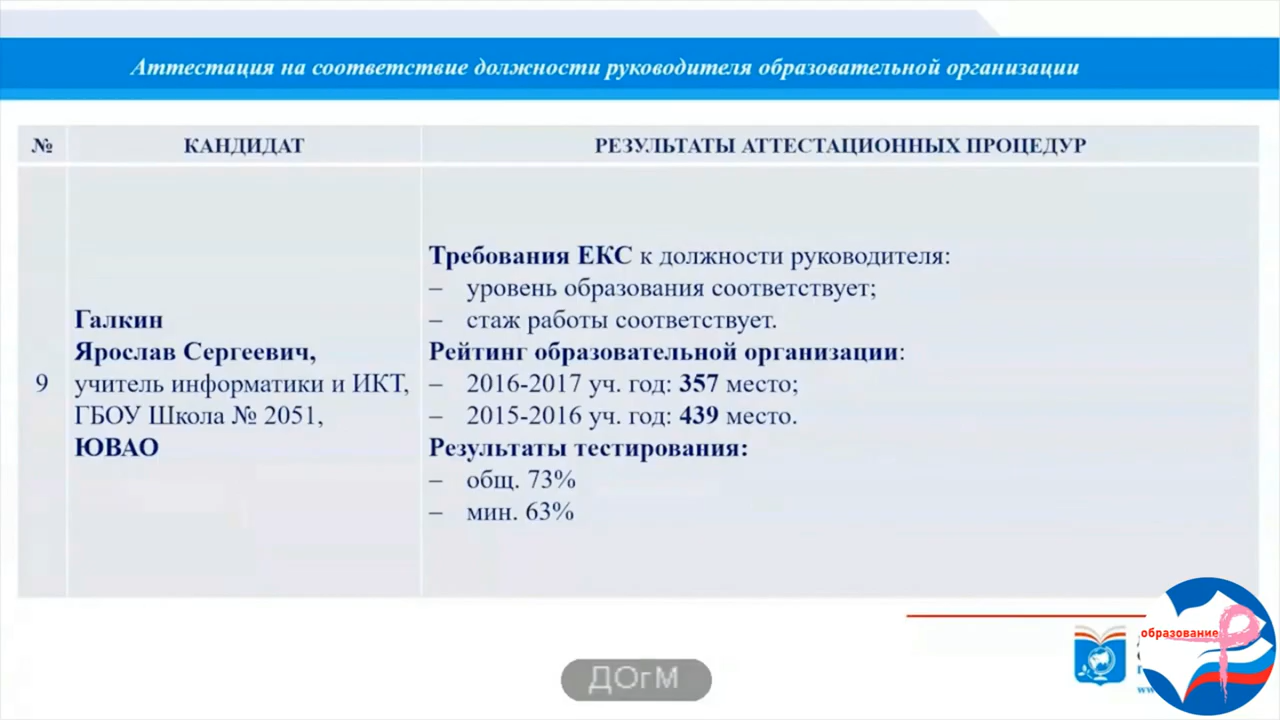 Аттестация на соответствие должности руководителя образовательной организации
№ КАНДИДАТ РЕЗУЛЬТАТЫ АТТЕСТАЦИОННЫХ ПРОЦЕДУР
9
Галкин
Ярослав Сергеевич,
учитель информатики и ИКТ,
ГБОУ Школа № 2051,
ЮВАО
Требования ЕКС к должности руководителя:
– уровень образования соответствует;
– стаж работы соответствует.
Рейтинг образовательной организации:
– 2016-2017 уч. год: 357 место;
– 2015-2016 уч. год: 439 место.
Результаты тестирования:
– общ. 73%
– мин. 63%
образование
ДОгМ